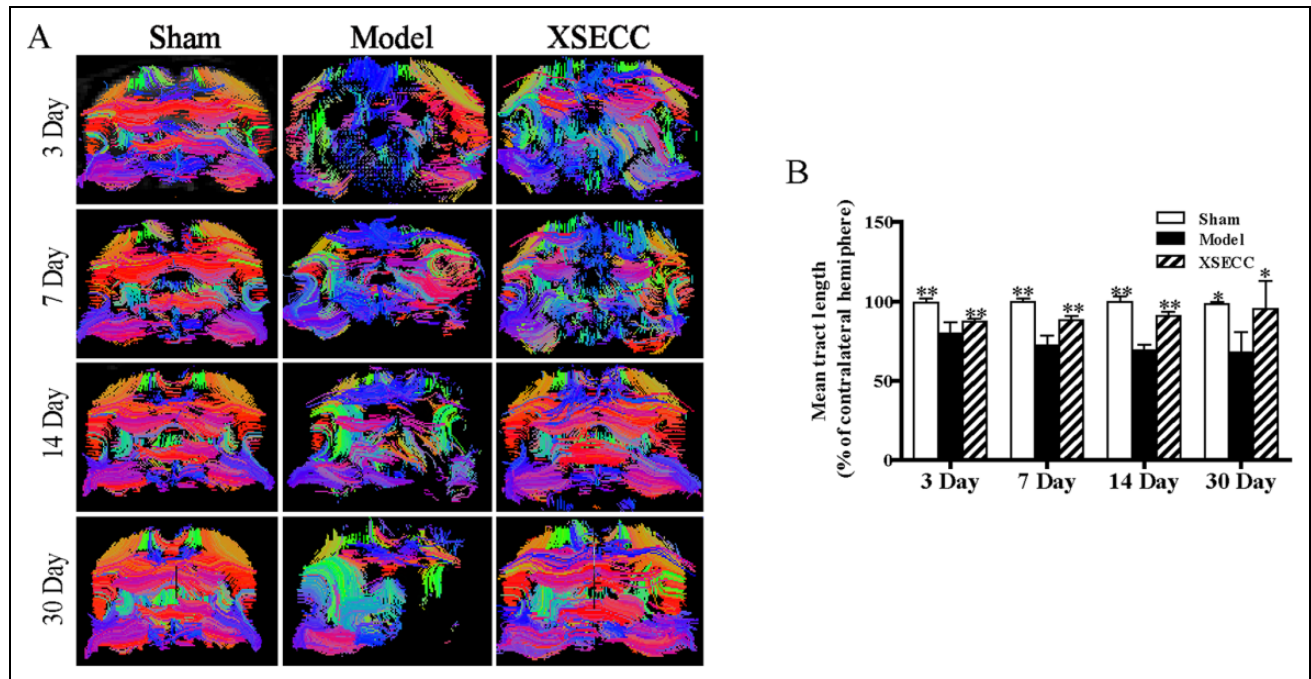 A
Sham Model XSECC
3 Day
7 Day
14 Day
30 Day
B
Mean tract length
(% of contralateral hemisphere)
150
100
50
0
Sham
Model
XSECC
** ** ** ** ** ** * *
3 Day 7 Day 14 Day 30 Day